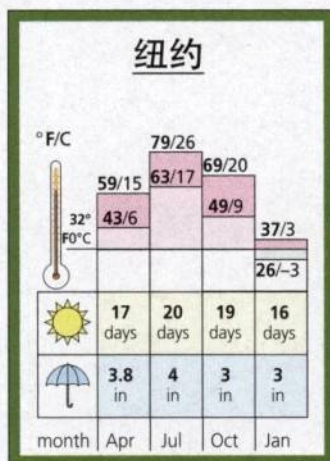 纽约
°F/C
79/26
69/20
59/15
63/17
49/9
43/6
37/3
32°
F0°C
26/–3
17 days
20 days
19 days
16 days
3.8 in
4 in
3 in
3 in
month Apr Jul Oct Jan